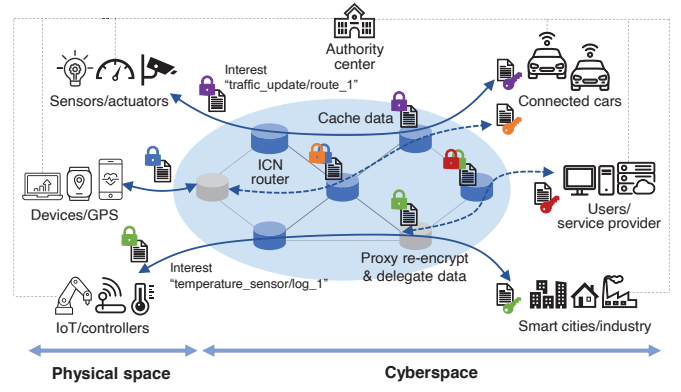 Authority
center
Interest
"traffic_update/route_1"
Sensors/actuators
Connected cars
Cache data
ICN
router
Devices/GPS
Users/
service provider
Proxy re-encrypt
& delegate data
Interest
"temperature_sensor/log_1"
IoT/controllers
Smart cities/industry
Physical space
Cyberspace